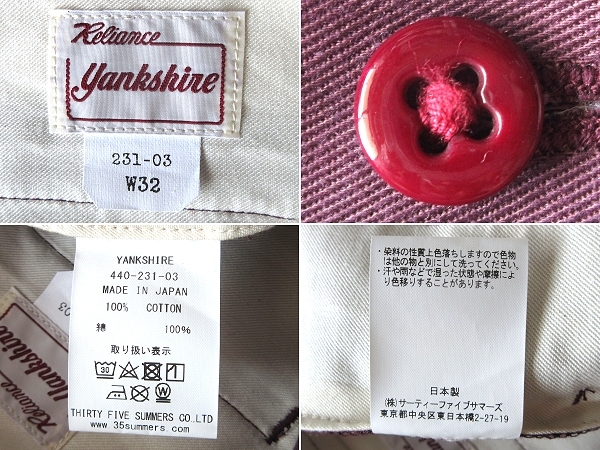 Reliance
Yankshire
231-03
W32
YANKSHIRE
440-231-03
MADE IN JAPAN
100% COTTON
綿 100%
取り扱い表示
30
THIRTY FIVE SUMMERS CO.LTD
www.35summers.com
03
Reliance
Yankshire
・染料の性質上色落ちしますので色物
は他の物と別にして洗ってください。
・汗や雨などで湿った状態や摩擦に
より色移りすることがあります。
日本製
(株)サーティーファイブサマーズ
東京都中央区東日本橋2-27-19